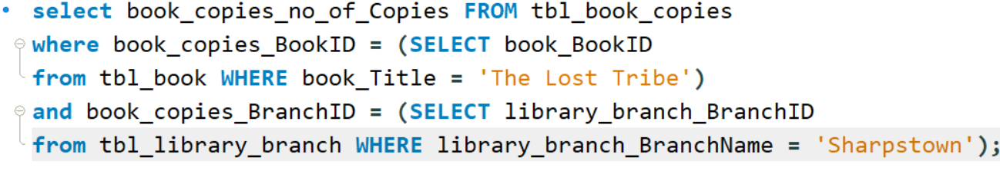 select book_copies_no_of_Copies FROM tbl_book_copies
where book_copies_BookID = (SELECT book_BookID
from tbl_book WHERE book_Title = 'The Lost Tribe')
and book_copies_BranchID = (SELECT library_branch_BranchID
from tbl_library_branch WHERE library_branch_BranchName = 'Sharpstown');